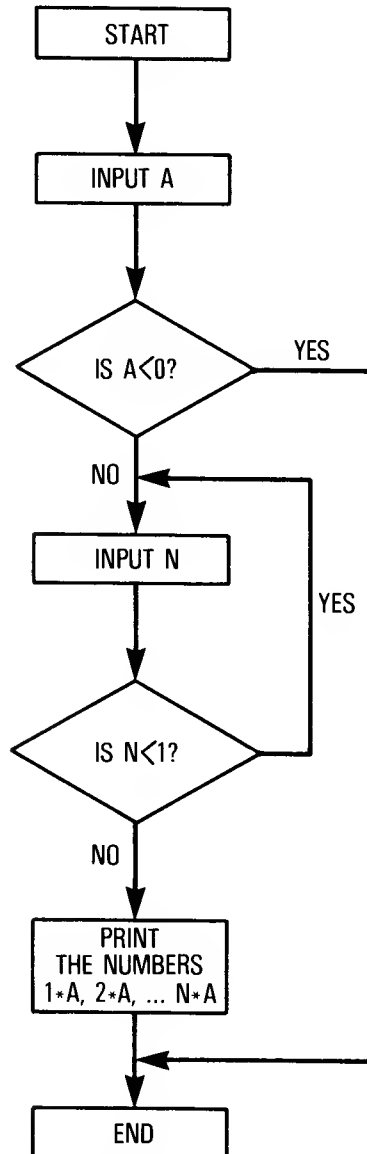 START
INPUT A
IS A<0?
YES
NO
INPUT N
YES
IS N<1?
NO
PRINT
THE NUMBERS
1*A, 2*A, ... N*A
END